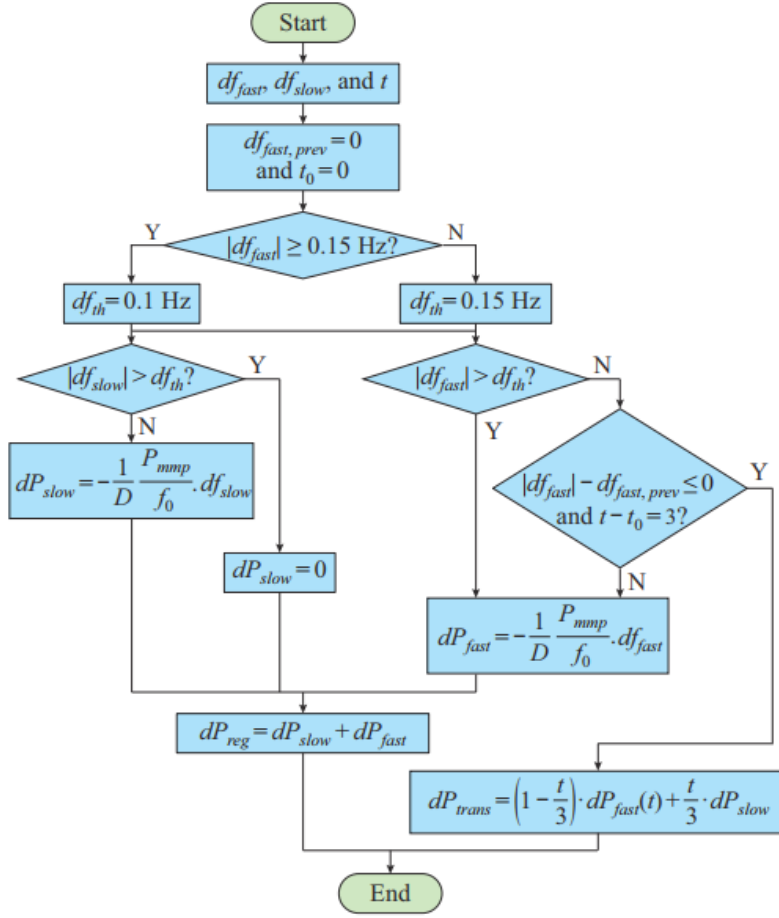 Start
df_fast, df_slow, and t
df_fast, prev = 0
and t_0 = 0
Y
|df_fast| ≥ 0.15 Hz?
N
df_th = 0.1 Hz
df_th = 0.15 Hz
|df_slow| > df_th?
Y
|df_fast| > df_th?
N
N
Y
dP_slow = -1/D P_mmp/f_0 . df_slow
|df_fast| - df_fast, prev ≤ 0
and t - t_0 = 3?
Y
N
dP_slow = 0
dP_fast = -1/D P_mmp/f_0 . df_fast
dP_reg = dP_slow + dP_fast
dP_trans = (1 - t/3) · dP_fast(t) + t/3 · dP_slow
End